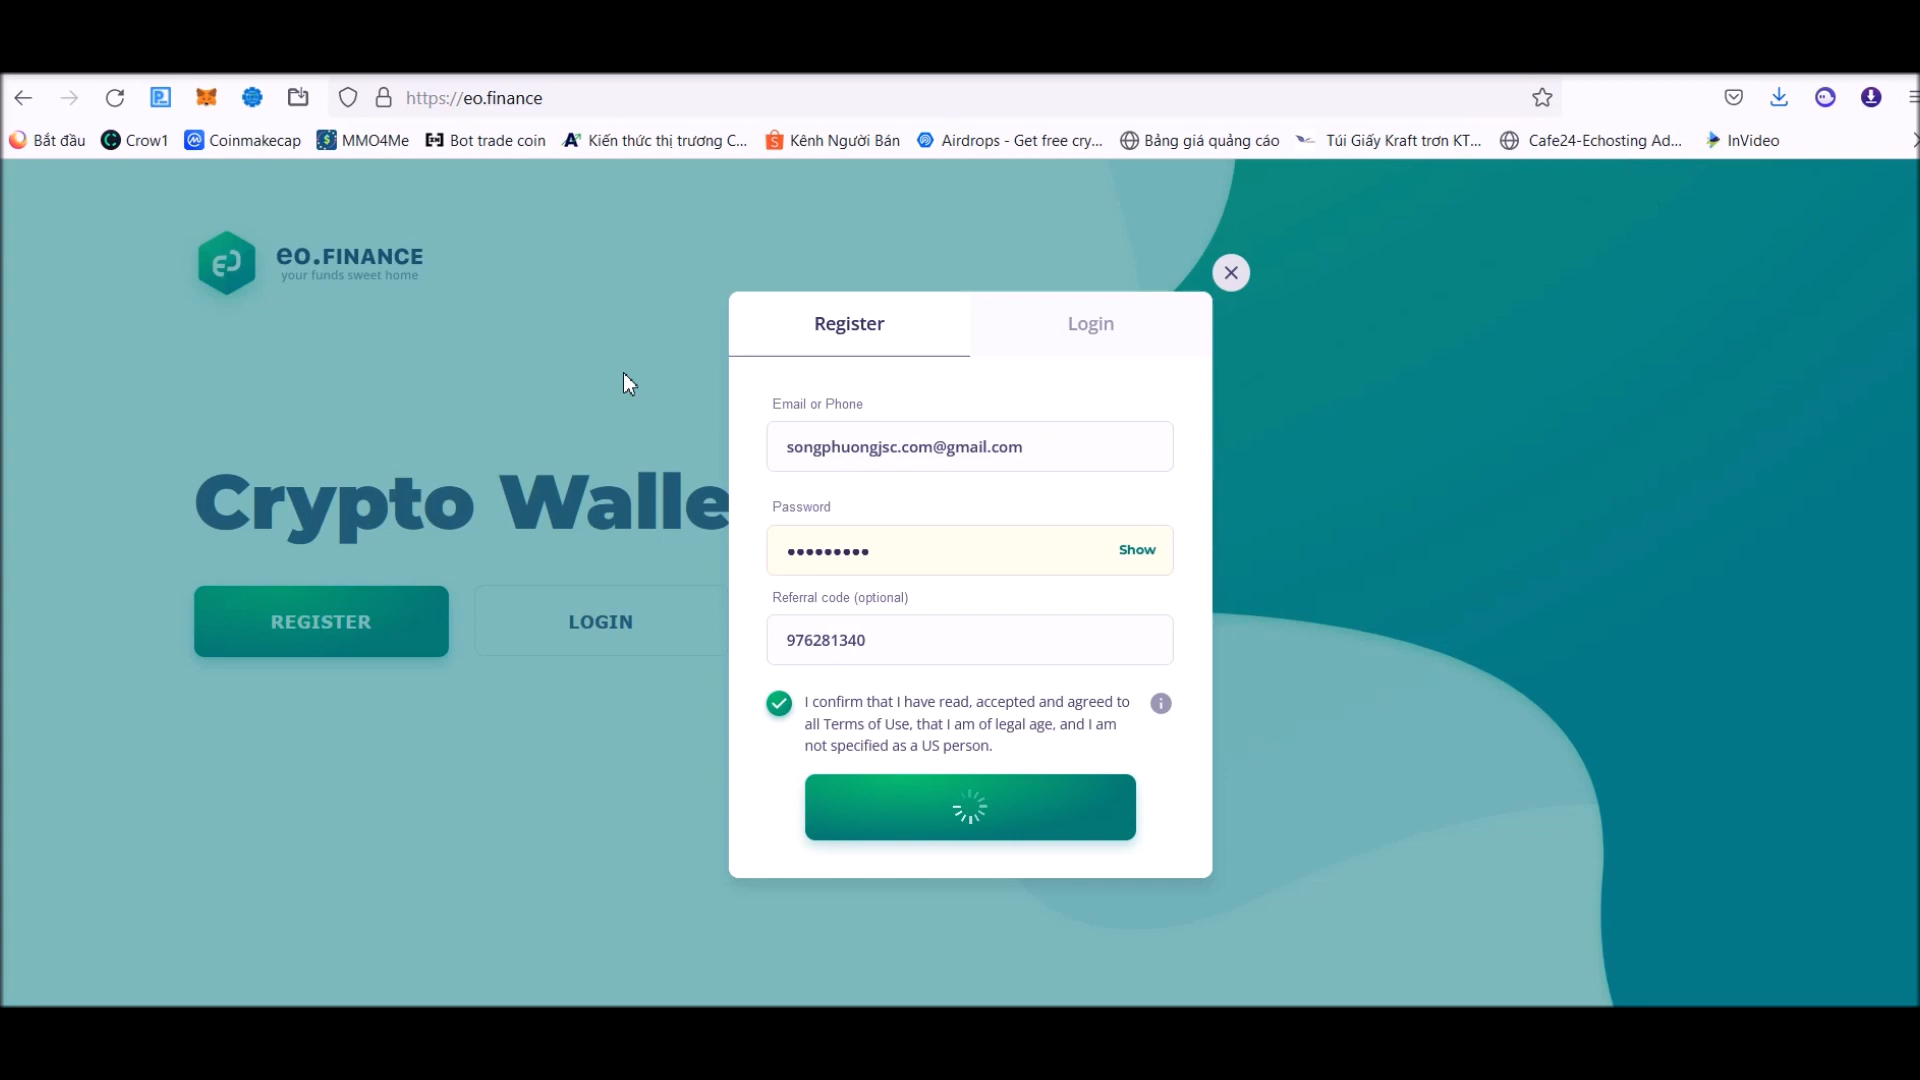 https://eo.finance
Bắt đầu Crow1 Coinmakecap MMO4Me Bot trade coin Kiến thức thị trương C... Kênh Người Bán Airdrops - Get free cry... Bảng giá quảng cáo Túi Giấy Kraft trơn KT... Cafe24-Echosting Ad... InVideo
eo.FINANCE
your funds sweet home
Register Login
Email or Phone
songphuongjsc.com@gmail.com
Crypto Walle
Password
Show
Referral code (optional)
REGISTER LOGIN
976281340
I confirm that I have read, accepted and agreed to
all Terms of Use, that I am of legal age, and I am
not specified as a US person.